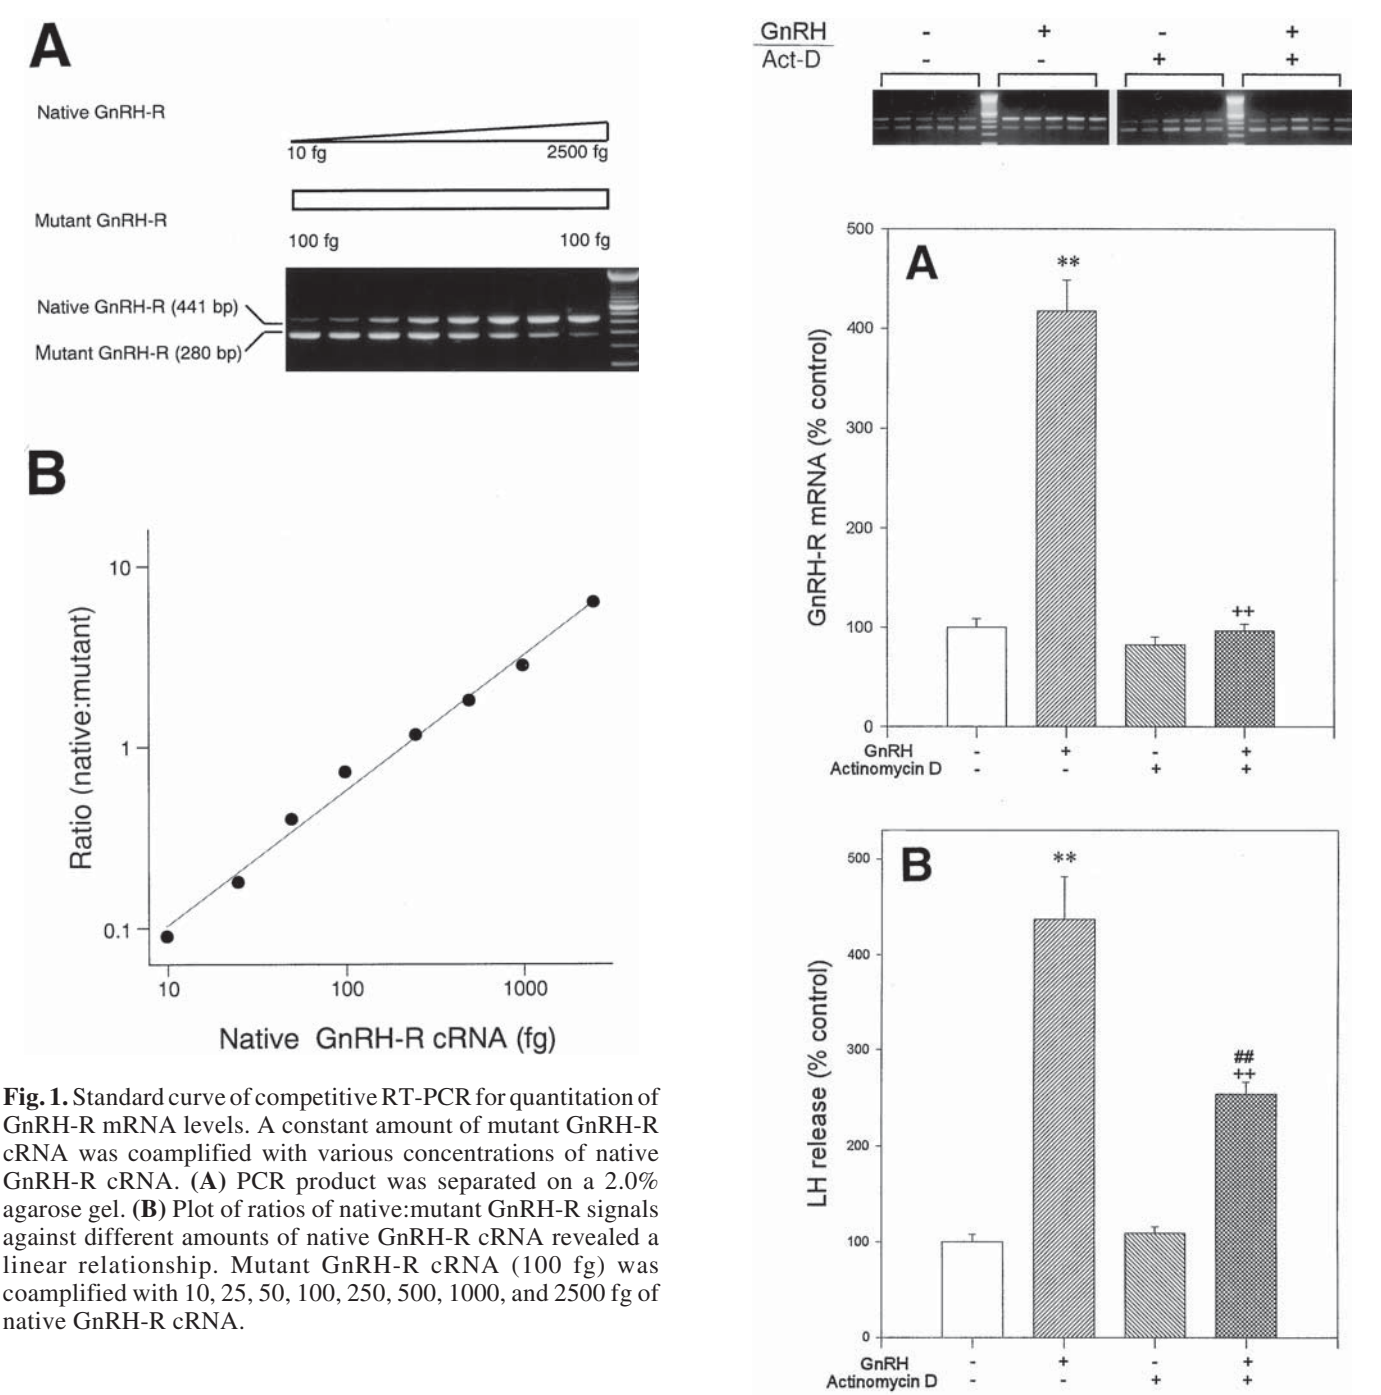 A
Native GnRH-R
10 fg 2500 fg
Mutant GnRH-R
100 fg 100 fg
Native GnRH-R (441 bp)
Mutant GnRH-R (280 bp)
B
10
1
0.1
Ratio (native:mutant)
10 100 1000
Native GnRH-R cRNA (fg)
Fig. 1. Standard curve of competitive RT-PCR for quantitation of
GnRH-R mRNA levels. A constant amount of mutant GnRH-R
cRNA was coamplified with various concentrations of native
GnRH-R cRNA. (A) PCR product was separated on a 2.0%
agarose gel. (B) Plot of ratios of native:mutant GnRH-R signals
against different amounts of native GnRH-R cRNA revealed a
linear relationship. Mutant GnRH-R cRNA (100 fg) was
coamplified with 10, 25, 50, 100, 250, 500, 1000, and 2500 fg of
native GnRH-R cRNA.
GnRH - + - +
Act-D - - + +
A
500
400
300
200
100
0
GnRH-R mRNA (% control)
**
++
GnRH - + - +
Actinomycin D - - + +
B
500
400
300
200
100
0
LH release (% control)
**
##
++
GnRH - + - +
Actinomycin D - - + +